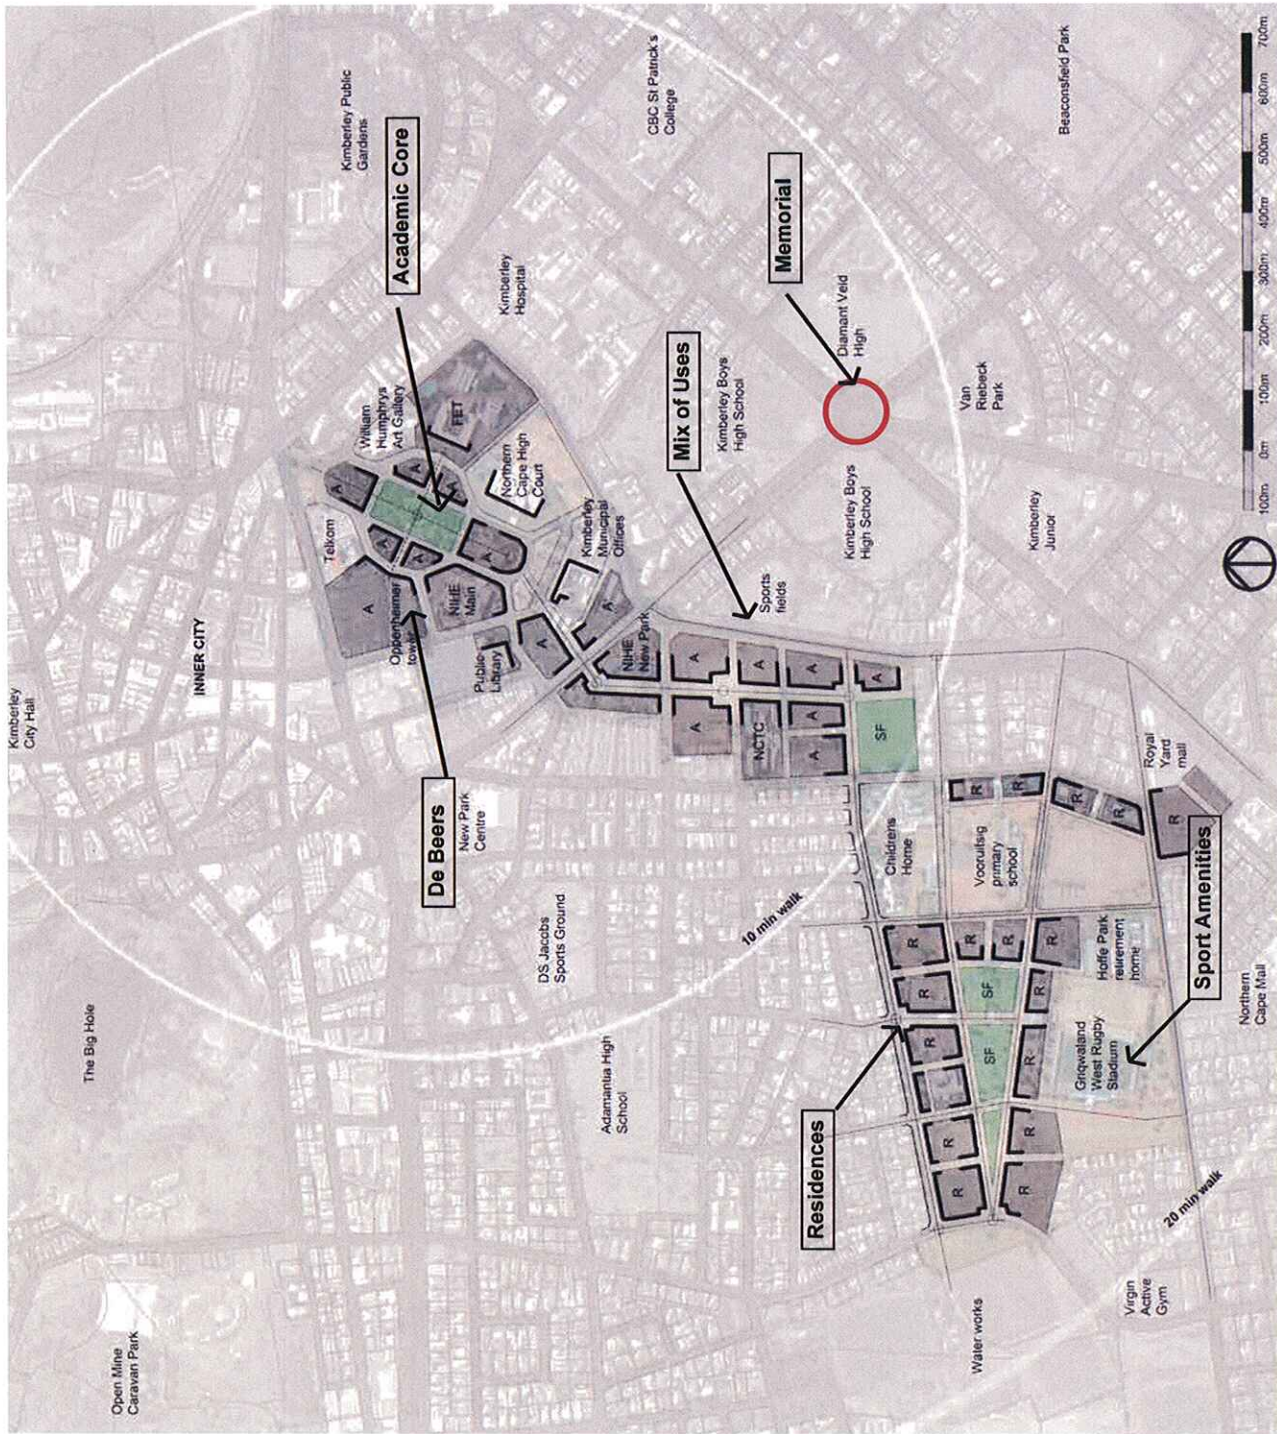 Open Mine
Caravan Park
The Big Hole
Kimberley
City Hall
INNER CITY
Kimberley Public
Gardens
Academic Core
CBC St Patrick's
College
Beaconsfield Park
Kimberley
Hospital
William
Humphrys
Art Gallery
FET
Northern
Cape High
Court
Telkom
A
A
A
A
A
A
A
Oppenheimer
tower
NIHE
Main
Public
Library
Kimberley
Municipal
Offices
A
A
De Beers
New Park
Centre
NIHE
New Park
A
A
A
A
A
NCTC
A
A
SF
Mix of Uses
Sports
fields
Kimberley Boys
High School
Memorial
Diamant Veld
High
Kimberley Boys
High School
Van
Riebeck
Park
Kimberley
Junior
DS Jacobs
Sports Ground
10 min walk
Adamantia High
School
Childrens
Home
Vooruitsig
primary
school
R
R
R
R
R
Royal
Yard
mall
Residences
R
R
R
R
R
R
R
SF
SF
R
R
R
R
R
Hoffe Park
retirement
home
Griqwaland
West Rugby
Stadium
Sport Amenities
Northern
Cape Mall
20 min walk
Water works
Virgin
Active
Gym
100m
0m
100m
200m
300m
400m
500m
600m
700m